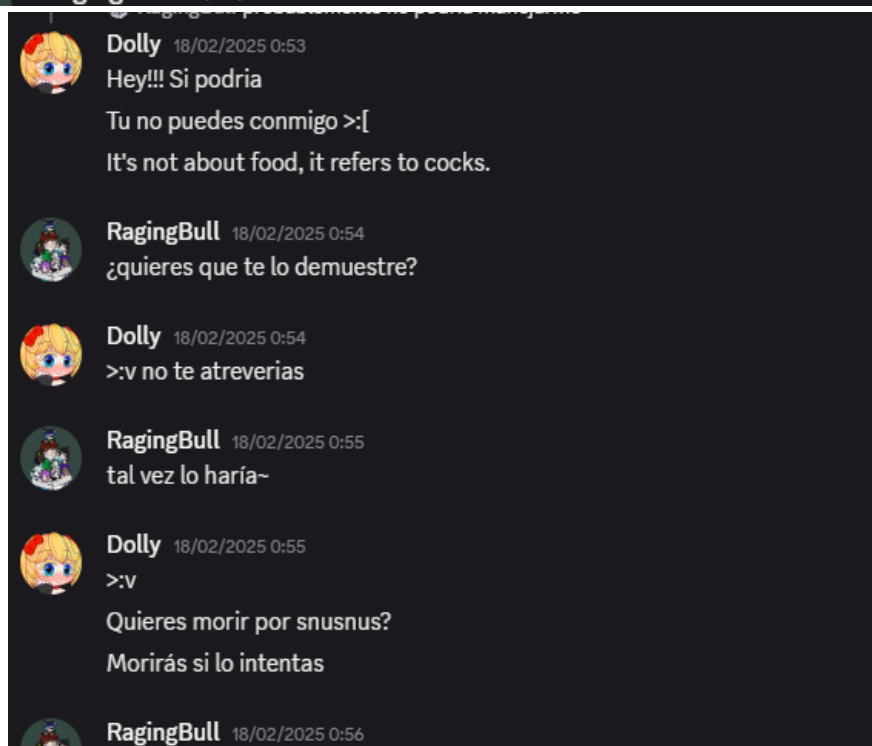 Dolly 18/02/2025 0:53
Hey!!! Si podria
Tu no puedes conmigo >:[
It's not about food, it refers to cocks.
RagingBull 18/02/2025 0:54
¿quieres que te lo demuestre?
Dolly 18/02/2025 0:54
>:v no te atreverias
RagingBull 18/02/2025 0:55
tal vez lo haría~
Dolly 18/02/2025 0:55
>:v
Quieres morir por snusnus?
Morirás si lo intentas
RagingBull 18/02/2025 0:56